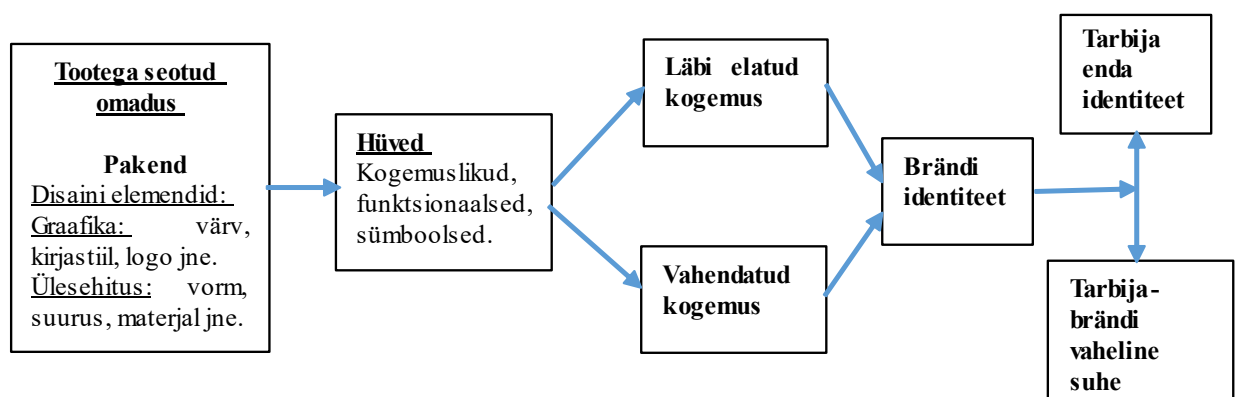 Tootega seotud
omadus
Pakend
Disaini elemendid:
Graafika: värv,
kirjastiil, logo jne.
Ülesehitus: vorm,
suurus, materjal jne.
Hüved
Kogemuslikud,
funktsionaalsed,
sümboolsed.
Läbi elatud
kogemus
Vahendatud
kogemus
Brändi
identiteet
Tarbija
enda
identiteet
Tarbija-
brändi
vaheline
suhe